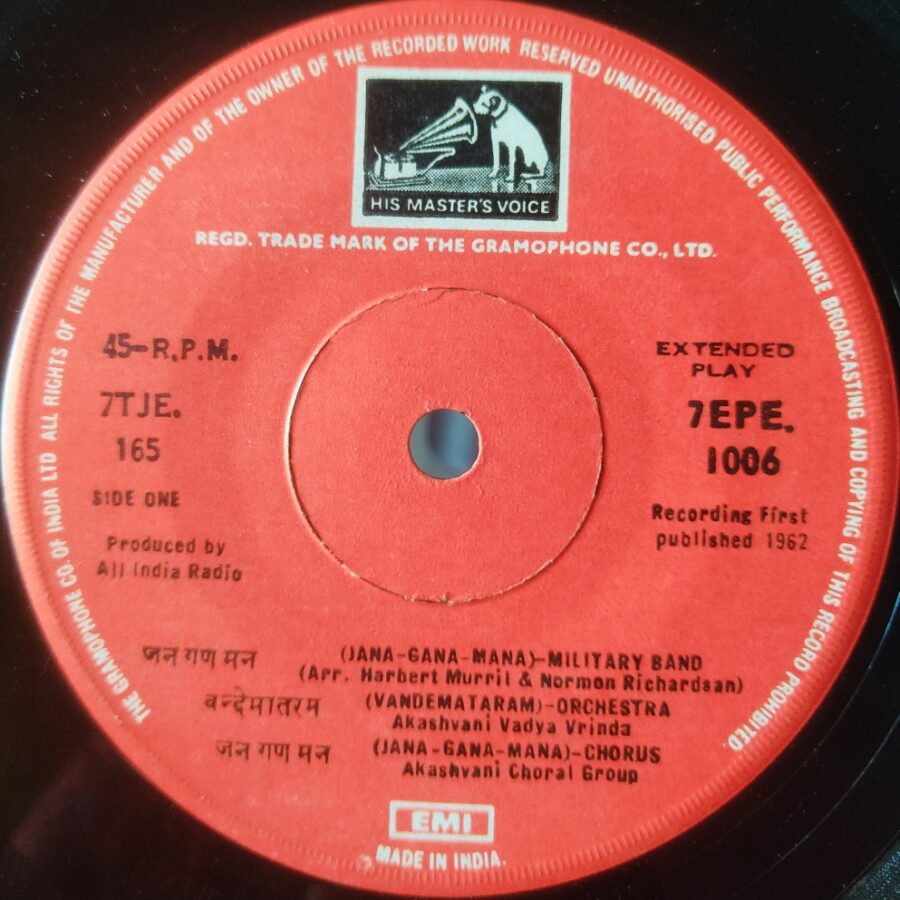 THE GRAMOPHONE CO. OF INDIA LTD ALL RIGHTS OF THE MANUFACTURER AND OF THE OWNER OF THE RECORDED WORK RESERVED UNAUTHORISED PUBLIC PERFORMANCE BROADCASTING AND COPYING OF THIS RECORD PROHIBITED.
HIS MASTER'S VOICE
REGD. TRADE MARK OF THE GRAMOPHONE CO., LTD.
45-R.P.M.
7TJE.
165
SIDE ONE
Produced by
All India Radio
EXTENDED
PLAY
7EPE.
1006
Recording First
published 1962
जन गण मन (JANA-GANA-MANA)-MILITARY BAND
(Arr. Harbert Murril & Normon Richardsan)
वन्देमातरम (VANDEMATARAM)-ORCHESTRA
Akashvani Vadya Vrinda
जन गण मन (JANA-GANA-MANA)-CHORUS
Akashvani Choral Group
EMI
MADE IN INDIA.